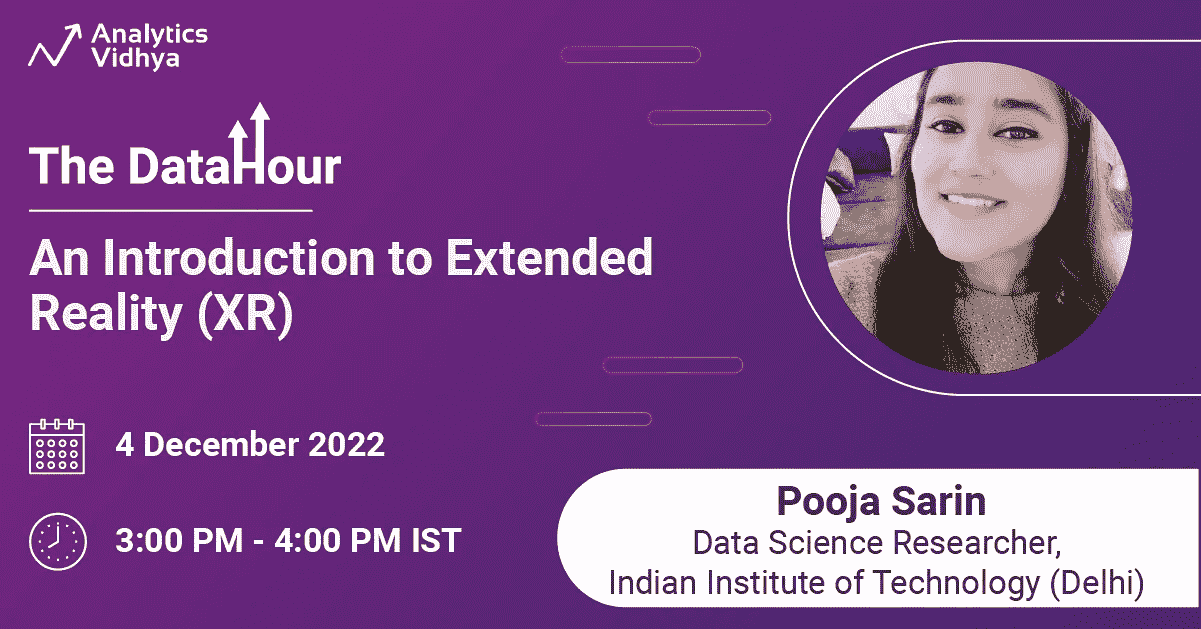 Analytics
Vidhya
The DataHour
An Introduction to Extended
Reality (XR)
4 December 2022
3:00 PM - 4:00 PM IST
Pooja Sarin
Data Science Researcher,
Indian Institute of Technology (Delhi)